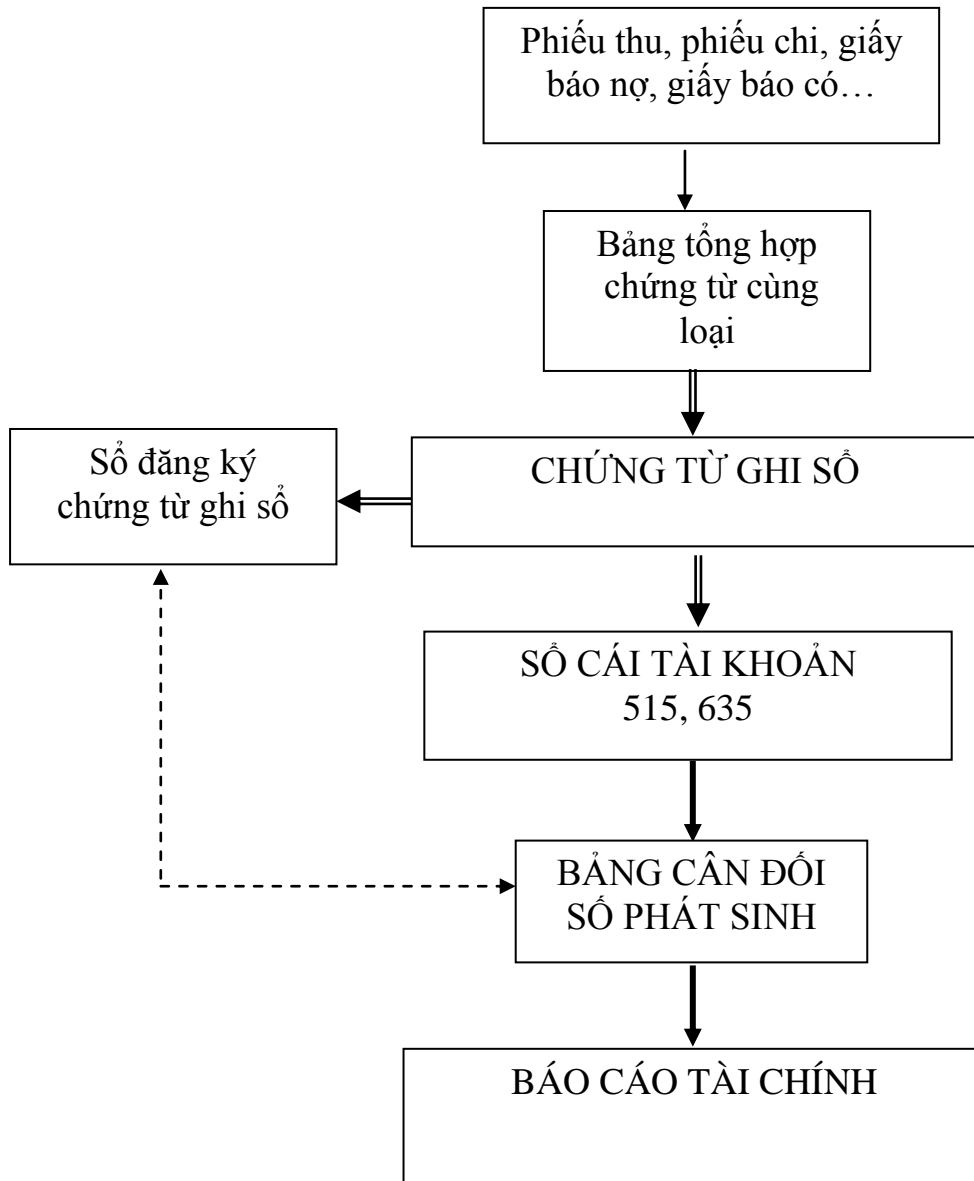 Phiếu thu, phiếu chi, giấy
báo nợ, giấy báo có…
Bảng tổng hợp
chứng từ cùng
loại
Sổ đăng ký
chứng từ ghi sổ
CHỨNG TỪ GHI SỔ
SỔ CÁI TÀI KHOẢN
515, 635
BẢNG CÂN ĐỐI
SỐ PHÁT SINH
BÁO CÁO TÀI CHÍNH